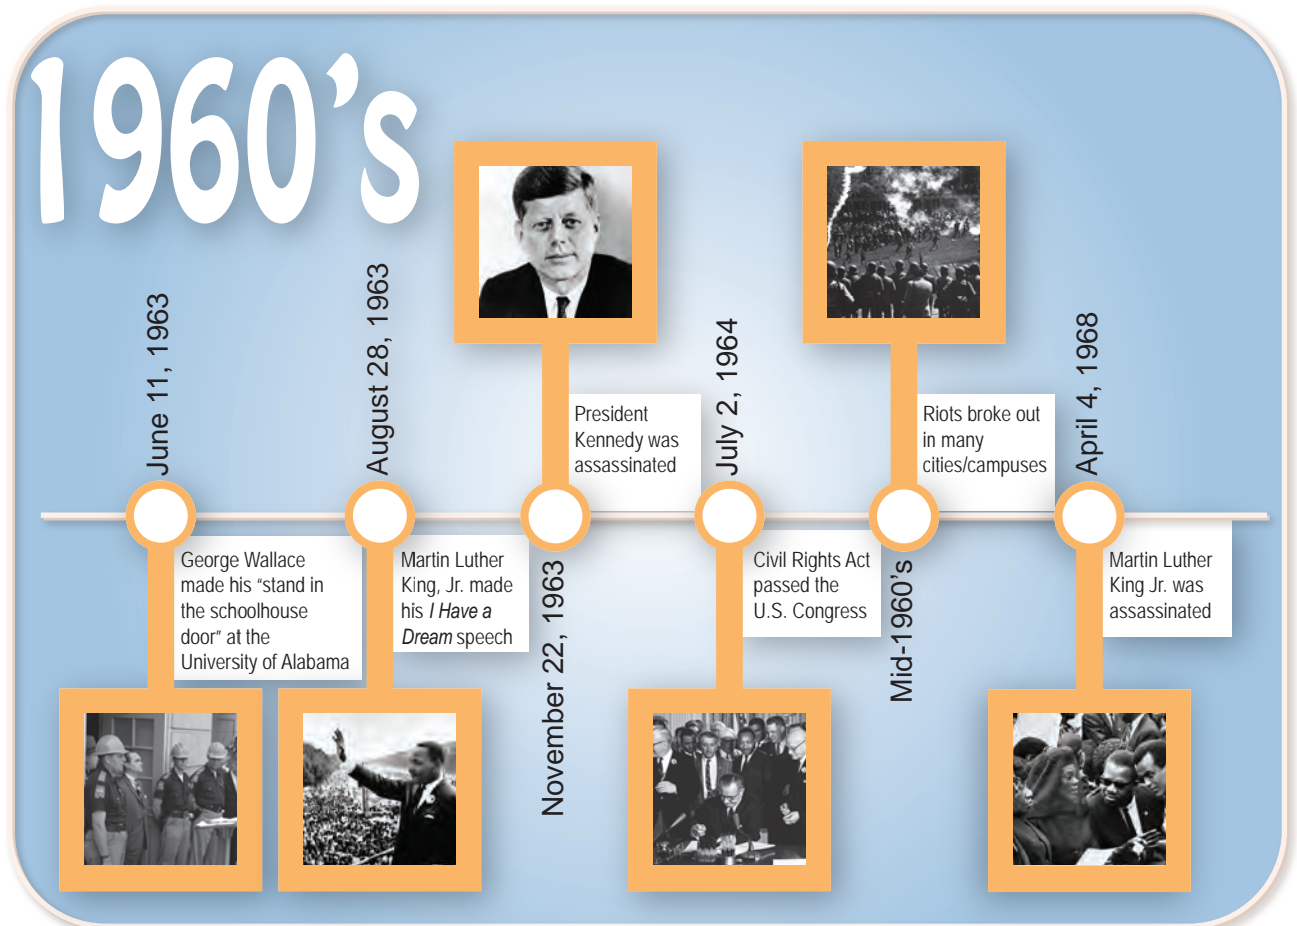 1960's
June 11, 1963
George Wallace
made his "stand in
the schoolhouse
door" at the
University of Alabama
August 28, 1963
Martin Luther
King, Jr. made
his I Have a
Dream speech
November 22, 1963
President
Kennedy was
assassinated
July 2, 1964
Civil Rights Act
passed the
U.S. Congress
Mid-1960's
Riots broke out
in many
cities/campuses
April 4, 1968
Martin Luther
King Jr. was
assassinated